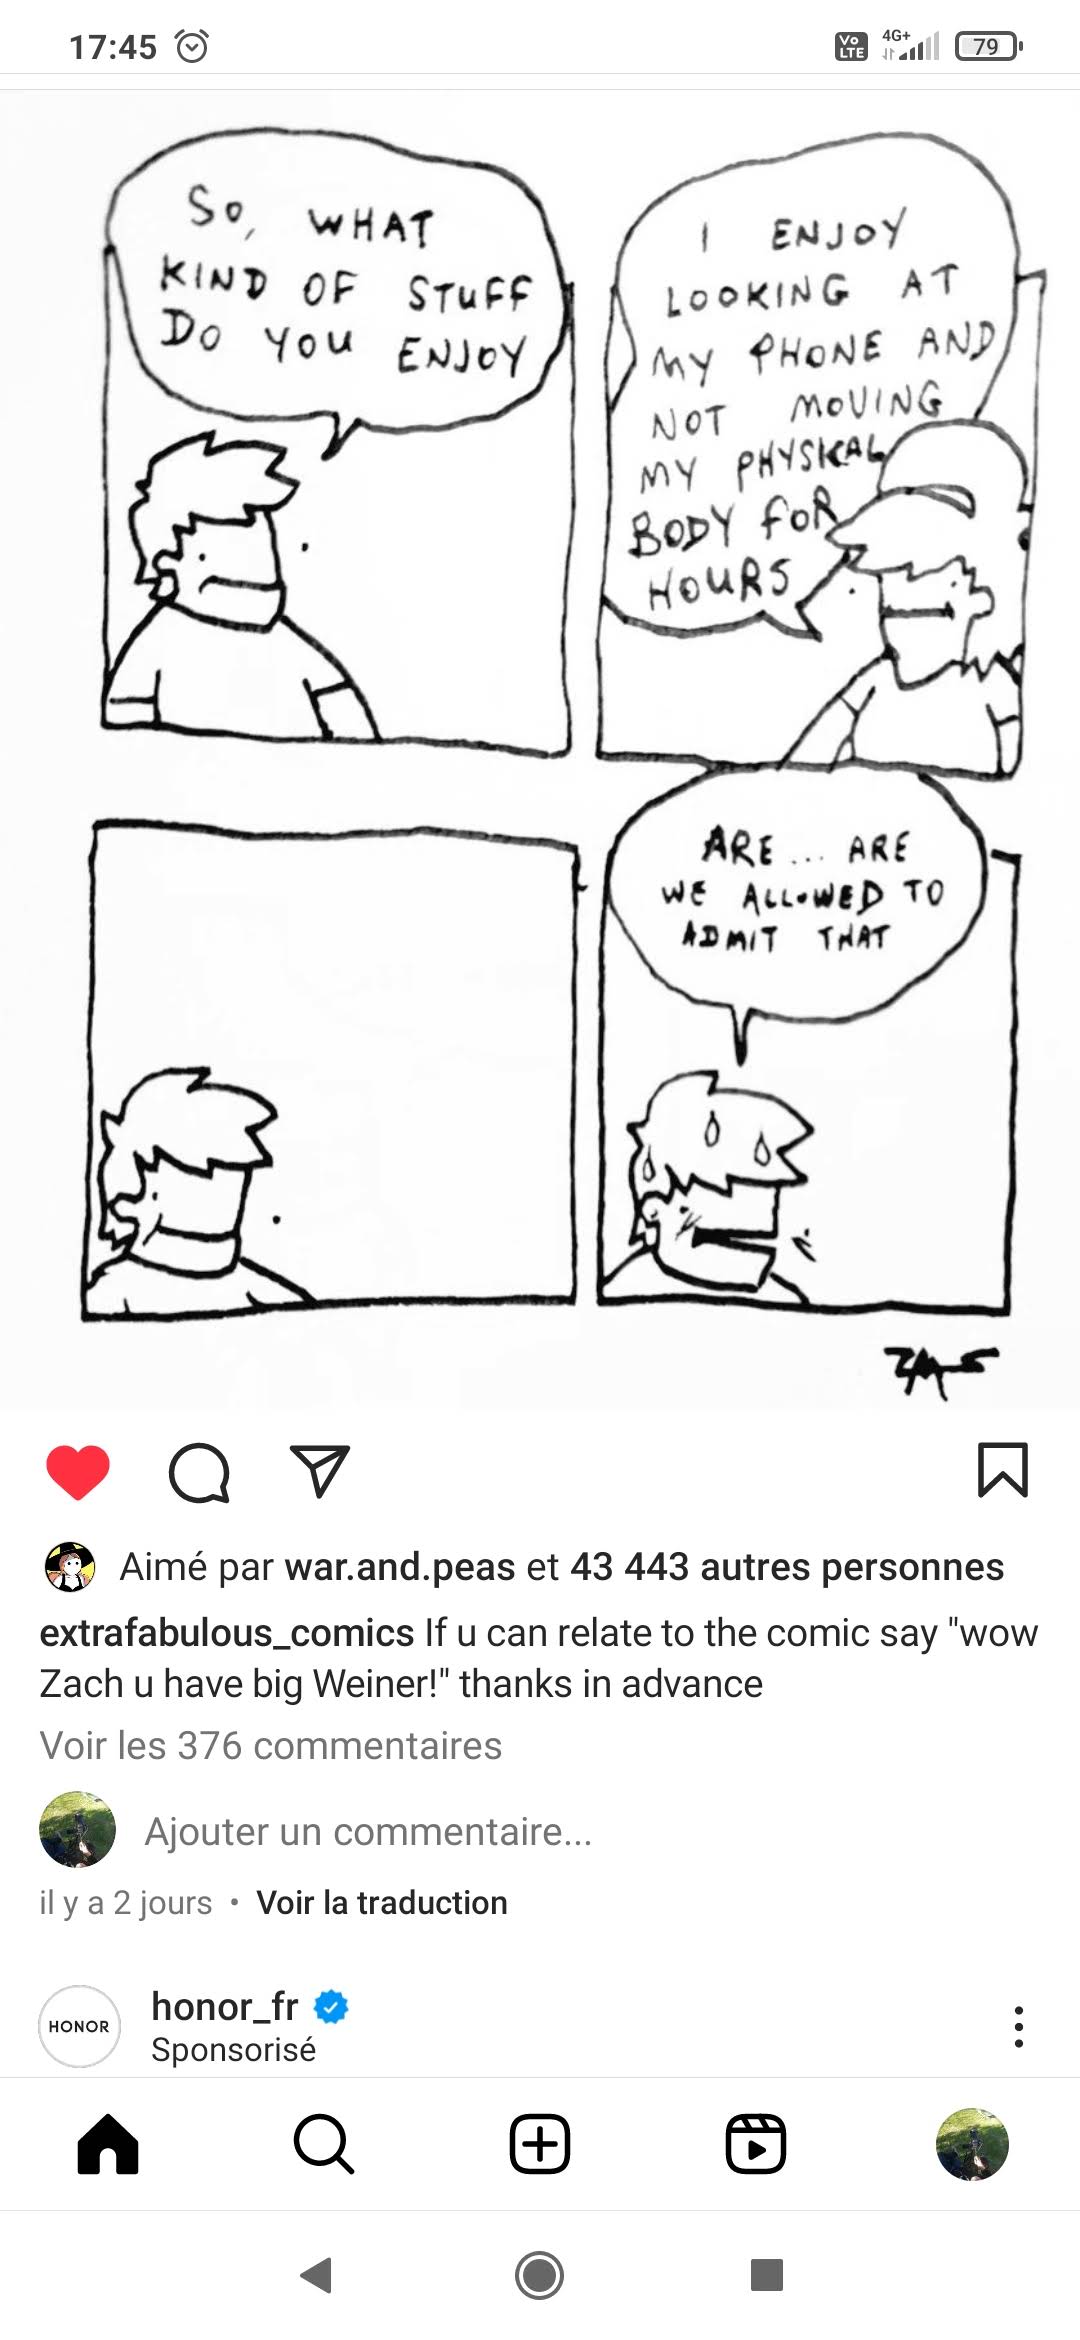 17:45
Vo LTE 4G+ 79
So, WHAT
KIND OF STUFF
DO YOU ENJOY
I ENJOY
LOOKING AT
MY PHONE AND
NOT MOVING
MY PHYSICAL
BODY FOR
HOURS
ARE... ARE
WE ALLOWED TO
ADMIT THAT
Aimé par war.and.peas et 43 443 autres personnes
extrafabulous_comics If u can relate to the comic say "wow
Zach u have big Weiner!" thanks in advance
Voir les 376 commentaires
Ajouter un commentaire...
il y a 2 jours • Voir la traduction
HONOR
honor_fr
Sponsorisé